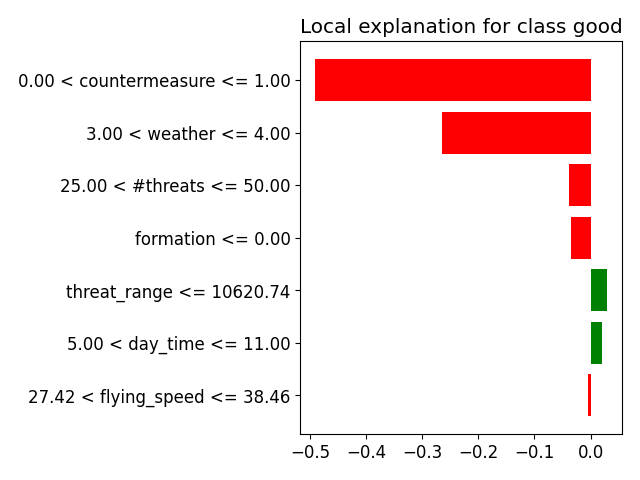 Local explanation for class good
0.00 < countermeasure <= 1.00
3.00 < weather <= 4.00
25.00 < #threats <= 50.00
formation <= 0.00
threat_range <= 10620.74
5.00 < day_time <= 11.00
27.42 < flying_speed <= 38.46
−0.5 −0.4 −0.3 −0.2 −0.1 0.0